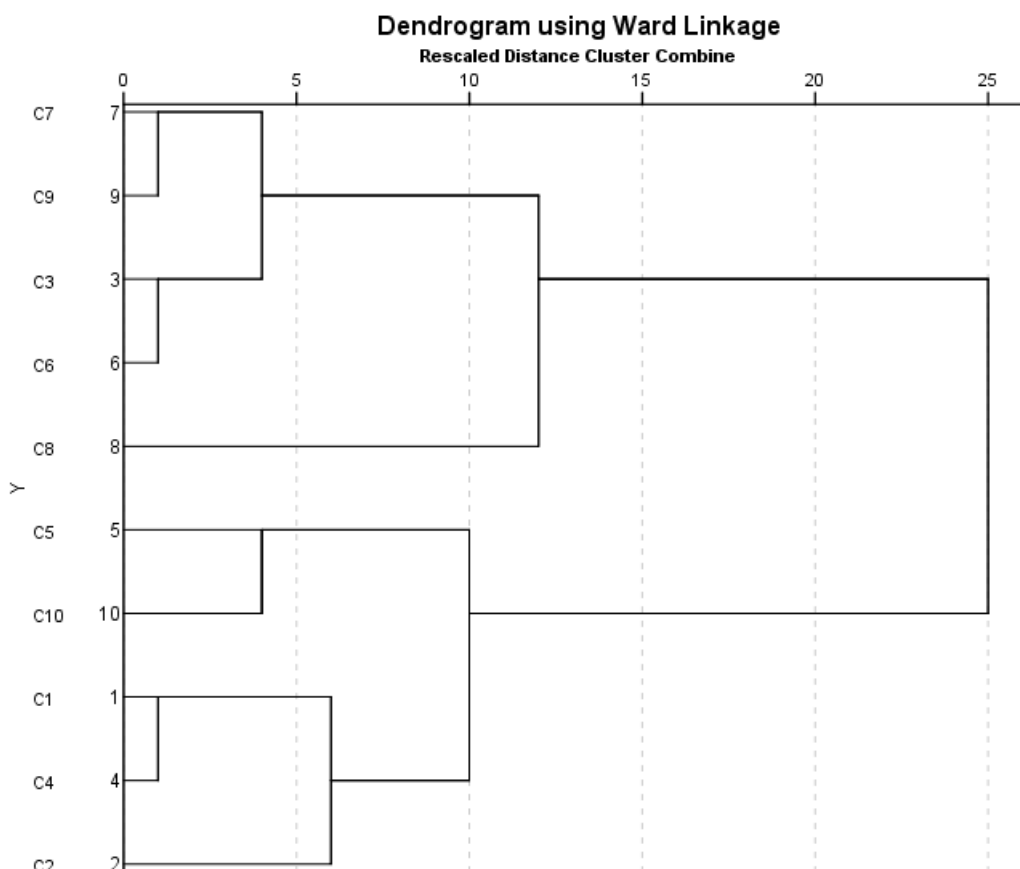 Dendrogram using Ward Linkage
Rescaled Distance Cluster Combine
0 5 10 15 20 25
C7 7
C9 9
C3 3
C6 6
C8 8
Y
C5 5
C10 10
C1 1
C4 4
C2 2